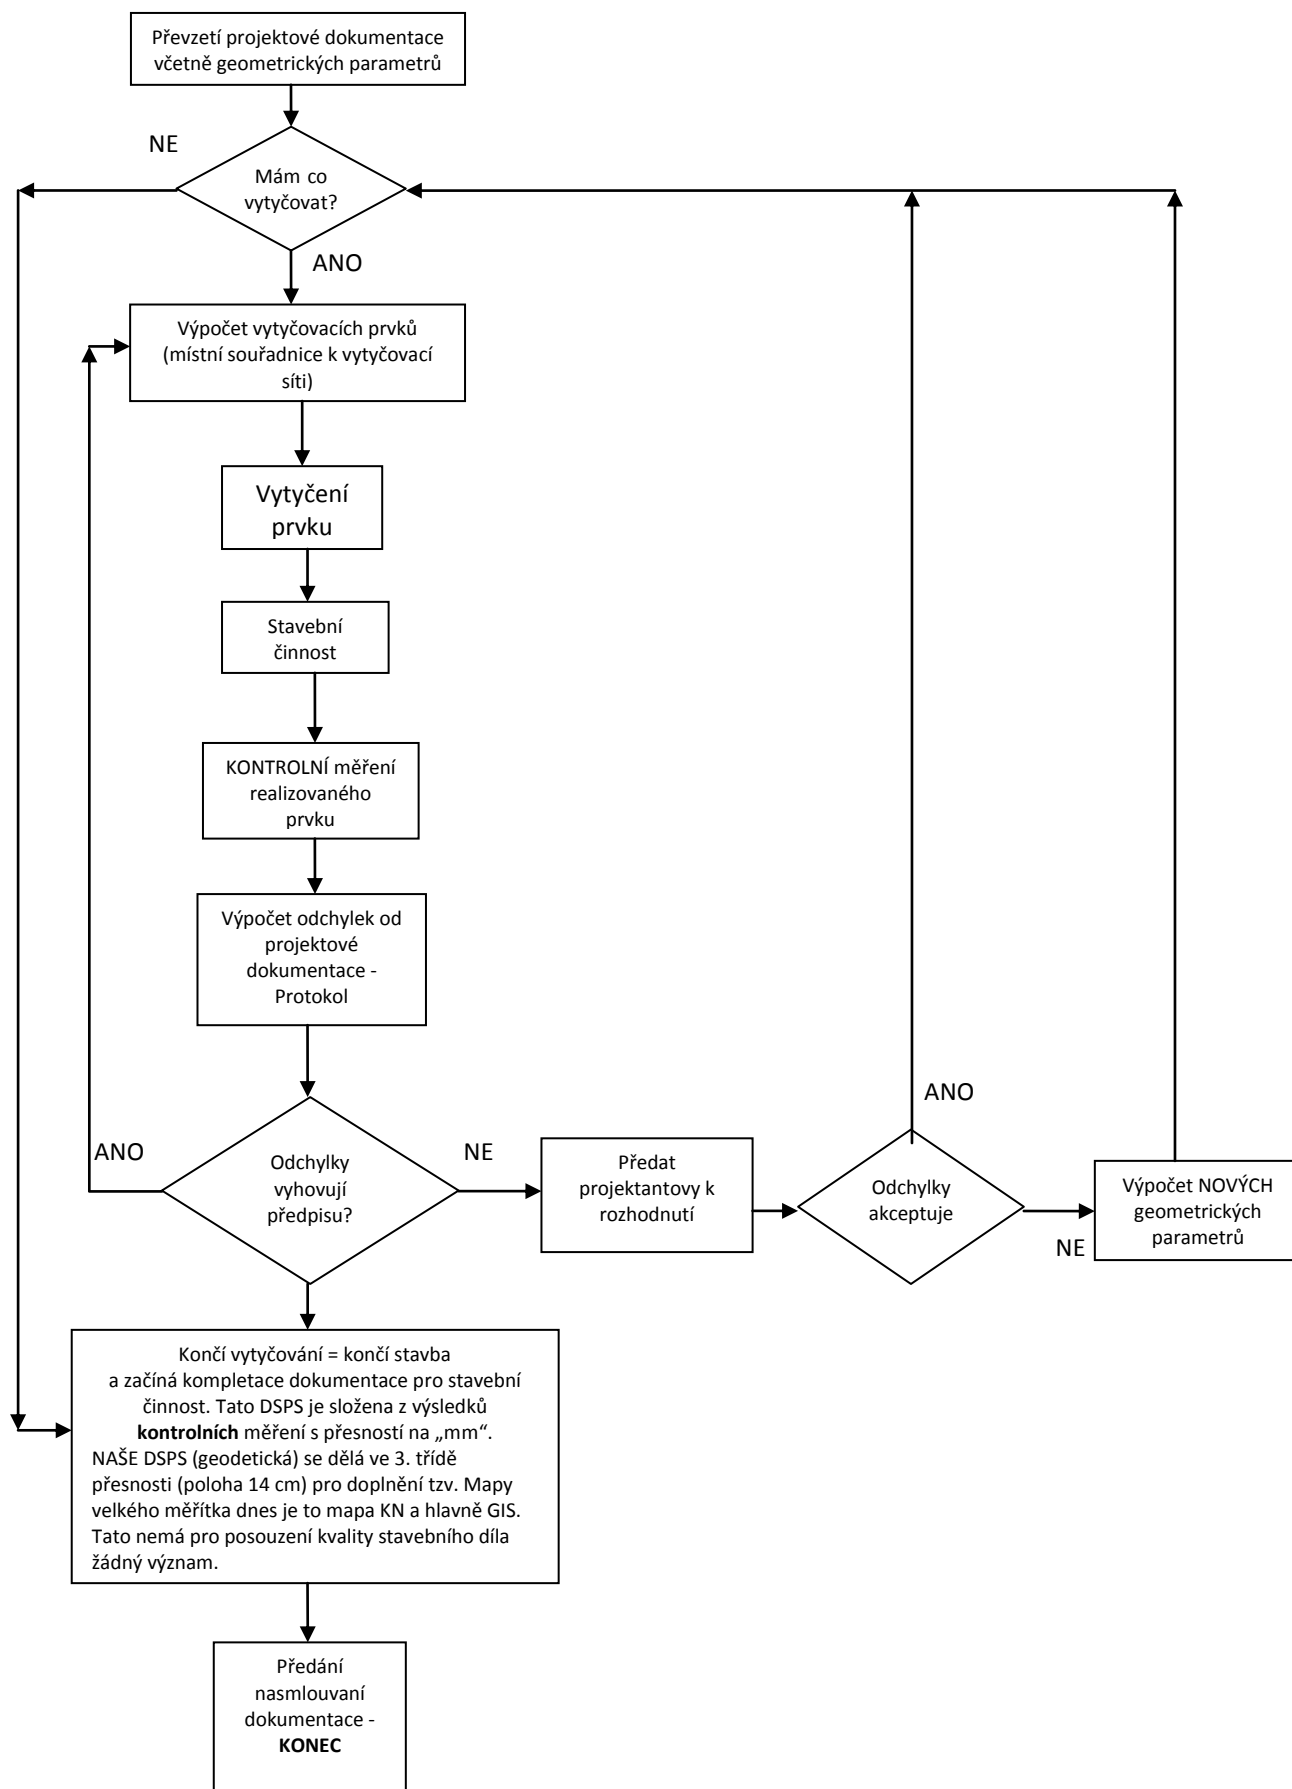 Převzetí projektové dokumentace
včetně geometrických parametrů
NE
Mám co
vytyčovat?
ANO
Výpočet vytyčovacích prvků
(místní souřadnice k vytyčovací
síti)
Vytyčení
prvku
Stavební
činnost
KONTROLNÍ měření
realizovaného
prvku
Výpočet odchylek od
projektové
dokumentace -
Protokol
ANO
Odchylky
vyhovují
předpisu?
NE
Předat
projektantovy k
rozhodnutí
ANO
Odchylky
akceptuje
NE
Výpočet NOVÝCH
geometrických
parametrů
Končí vytyčování = končí stavba
a začíná kompletace dokumentace pro stavební
činnost. Tato DSPS je složena z výsledků
kontrolních měření s přesností na „mm“.
NAŠE DSPS (geodetická) se dělá ve 3. třídě
přesnosti (poloha 14 cm) pro doplnění tzv. Mapy
velkého měřítka dnes je to mapa KN a hlavně GIS.
Tato nemá pro posouzení kvality stavebního díla
žádný význam.
Předání
nasmlouvaní
dokumentace -
KONEC